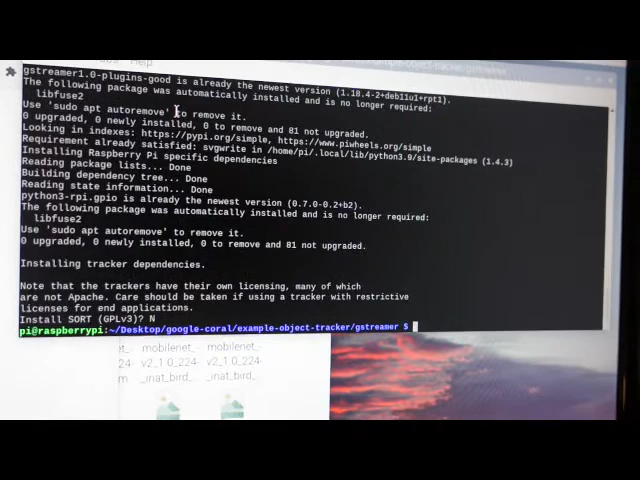 Help
gstreamer1.0-plugins-good is already the newest version (1.18.4-2+deb11u1+rpt1).
The following package was automatically installed and is no longer required:
libfuse2
Use 'sudo apt autoremove' to remove it.
0 upgraded, 0 newly installed, 0 to remove and 81 not upgraded.
Looking in indexes: https://pypi.org/simple, https://www.piwheels.org/simple
Requirement already satisfied: svgwrite in /home/pi/.local/lib/python3.9/site-packages (1.4.3)
Installing Raspberry Pi specific dependencies
Reading package lists... Done
Building dependency tree... Done
Reading state information... Done
python3-rpi.gpio is already the newest version (0.7.0-0.2+b2).
The following package was automatically installed and is no longer required:
libfuse2
Use 'sudo apt autoremove' to remove it.
0 upgraded, 0 newly installed, 0 to remove and 81 not upgraded.
Installing tracker dependencies.
Note that the trackers have their own licensing, many of which
are not Apache. Care should be taken if using a tracker with restrictive
licenses for end applications.
Install SORT (GPLv3)? N
pi@raspberrypi:~/Desktop/google-coral/example-object-tracker/gstreamer $
mobilenet_ mobilenet_
v2_1.0_224- v2_1.0_224-
_inat_bird_ _inat_bird_